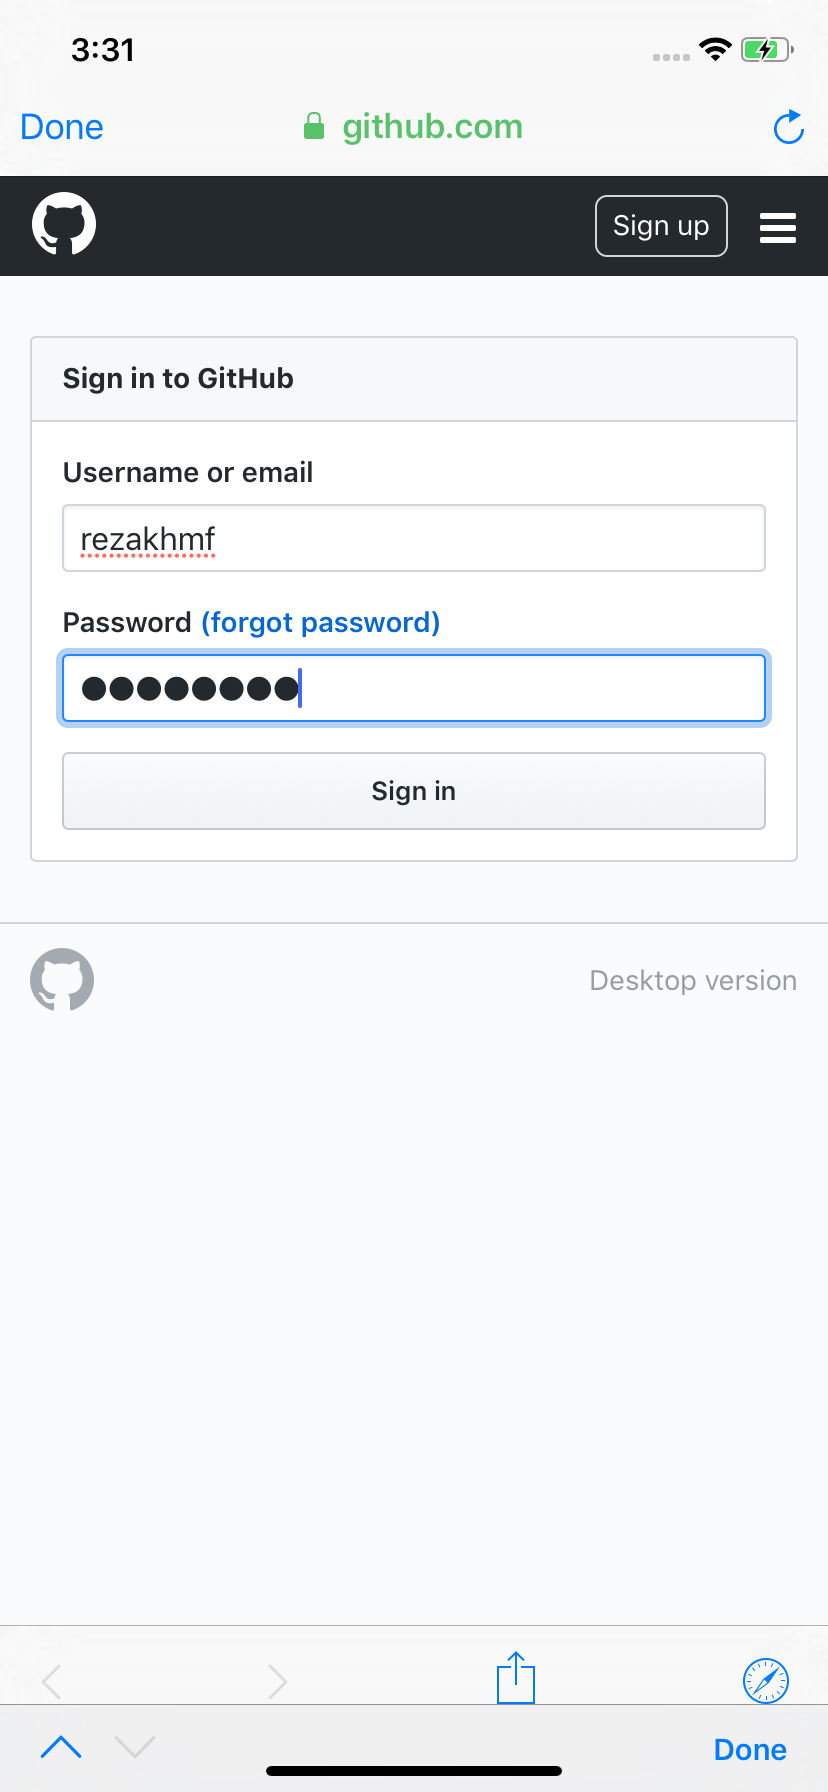 3:31
Done
github.com
Sign up
Sign in to GitHub
Username or email
rezakhmf
Password (forgot password)
Sign in
Desktop version
Done